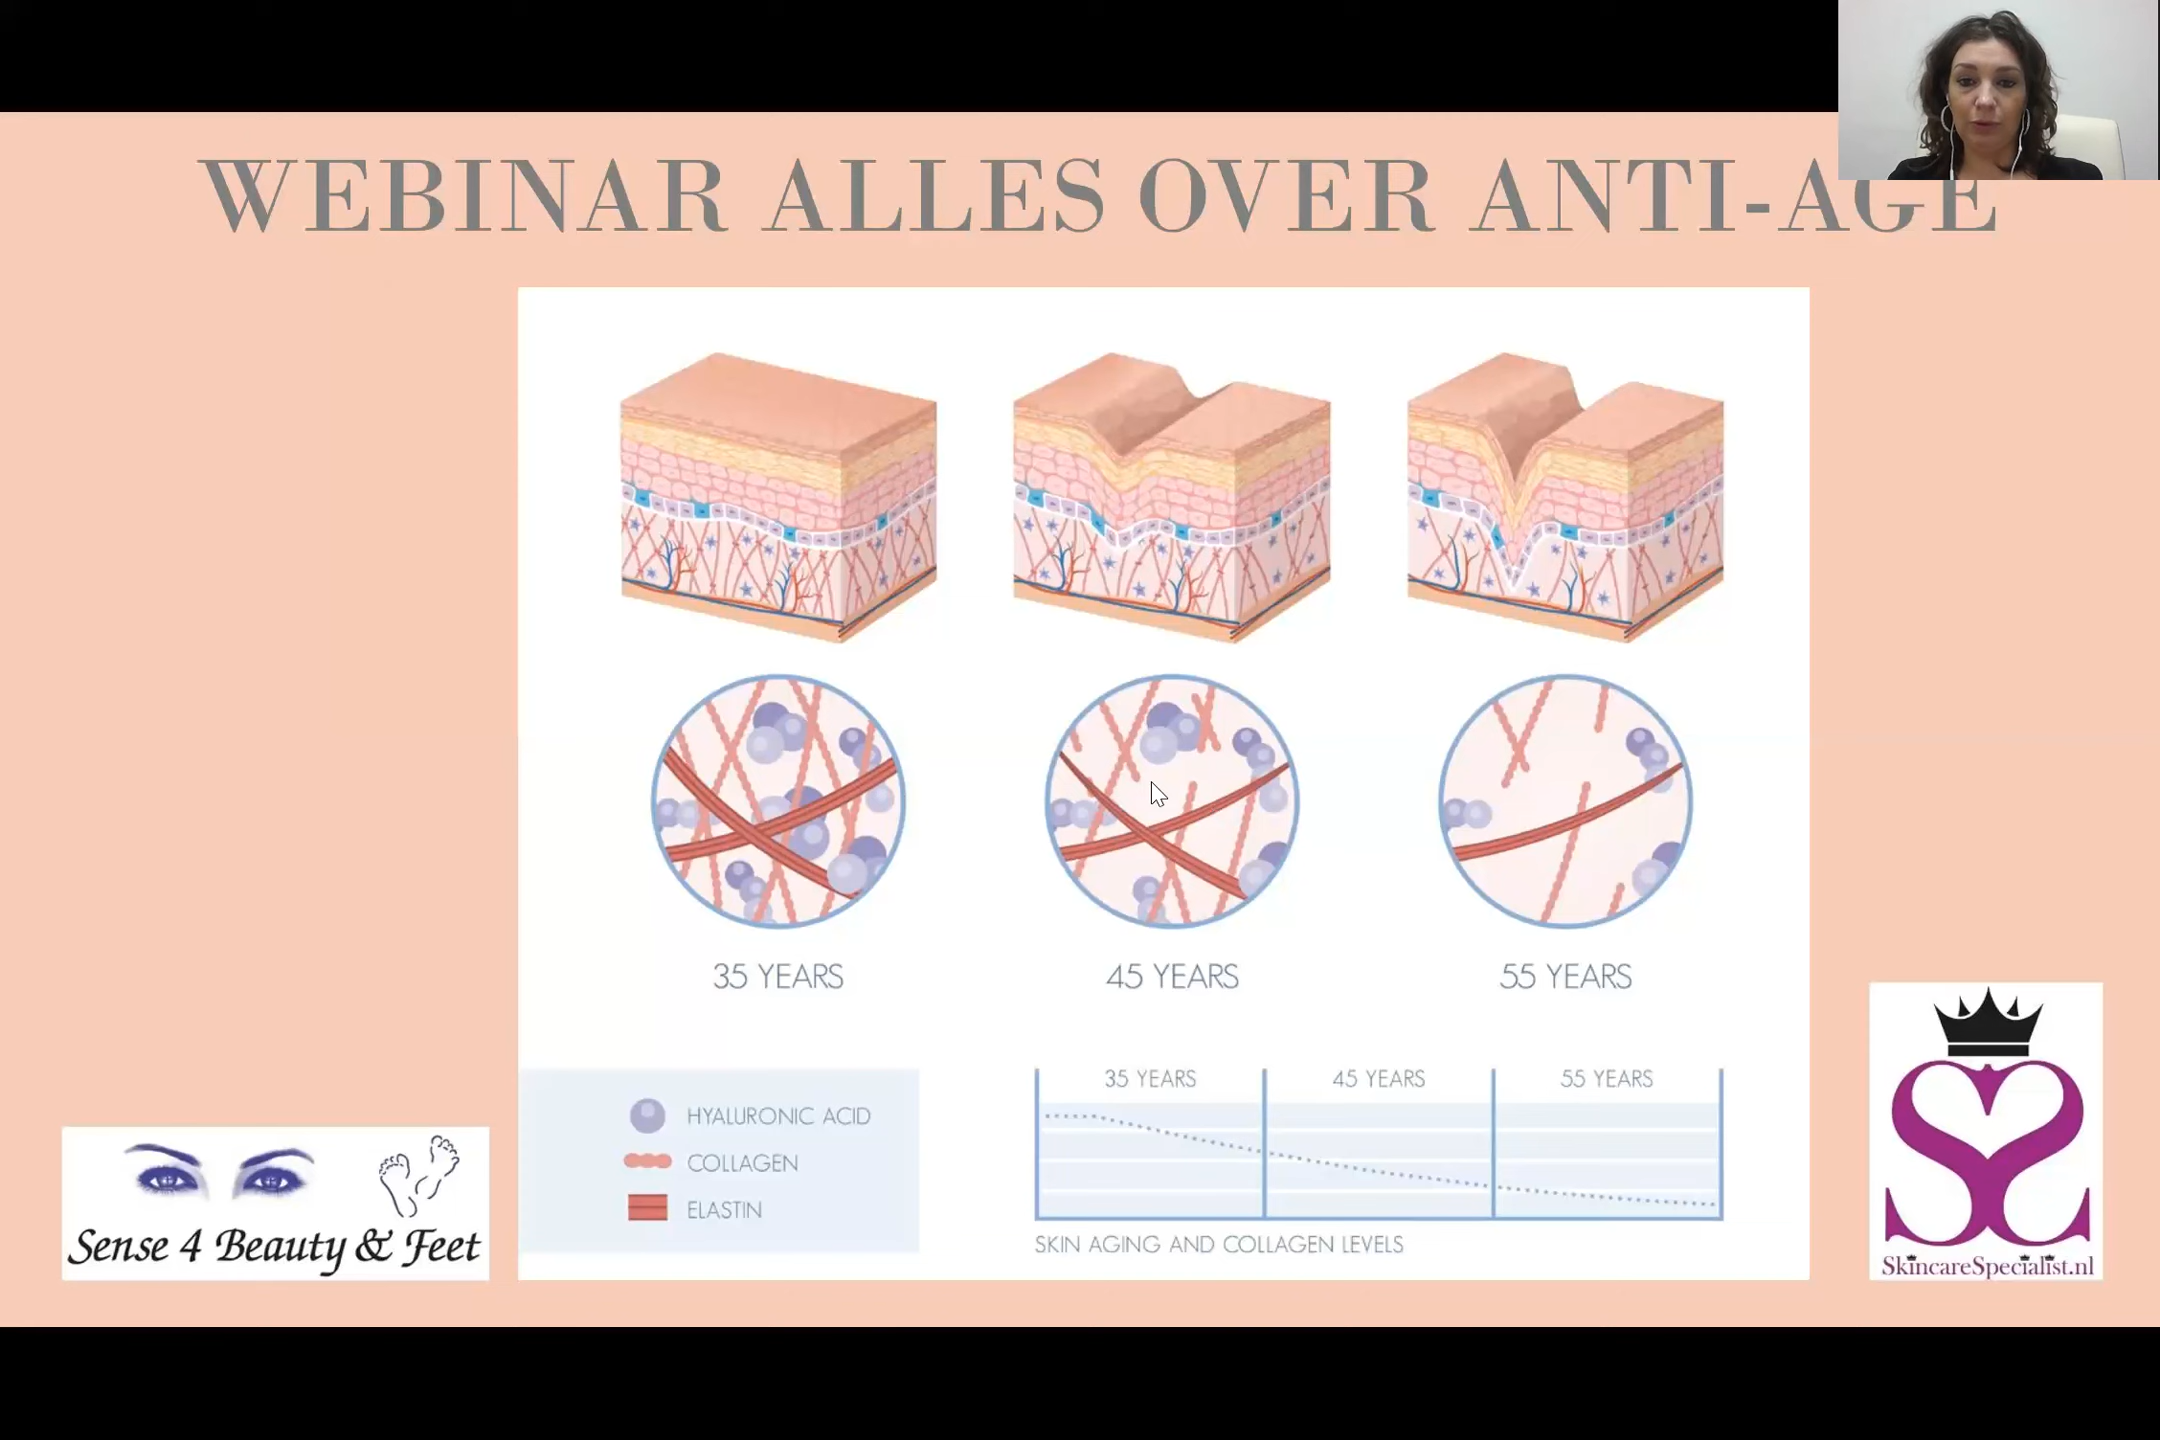 WEBINAR ALLES OVER ANTI-AGE
35 YEARS
45 YEARS
55 YEARS
HYALURONIC ACID
COLLAGEN
ELASTIN
35 YEARS
45 YEARS
55 YEARS
SKIN AGING AND COLLAGEN LEVELS
Sense 4 Beauty & Feet
SkincareSpecialist.nl